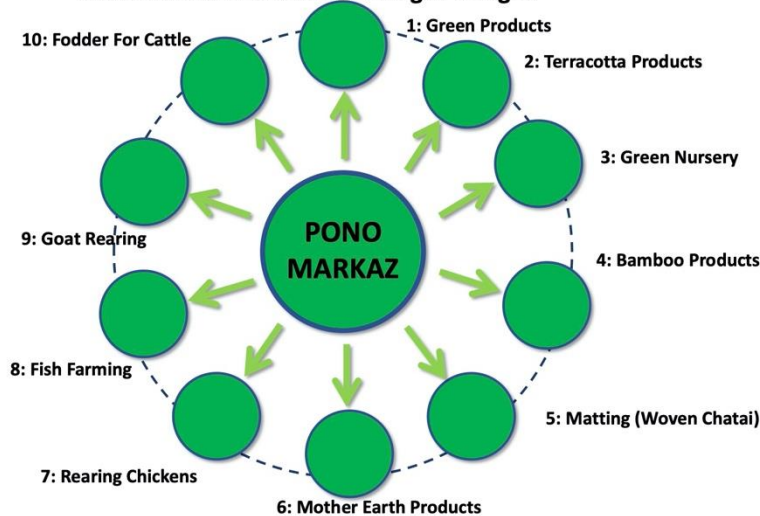 1: Green Products
2: Terracotta Products
3: Green Nursery
4: Bamboo Products
5: Matting (Woven Chatai)
6: Mother Earth Products
7: Rearing Chickens
8: Fish Farming
9: Goat Rearing
10: Fodder For Cattle
PONO
MARKAZ